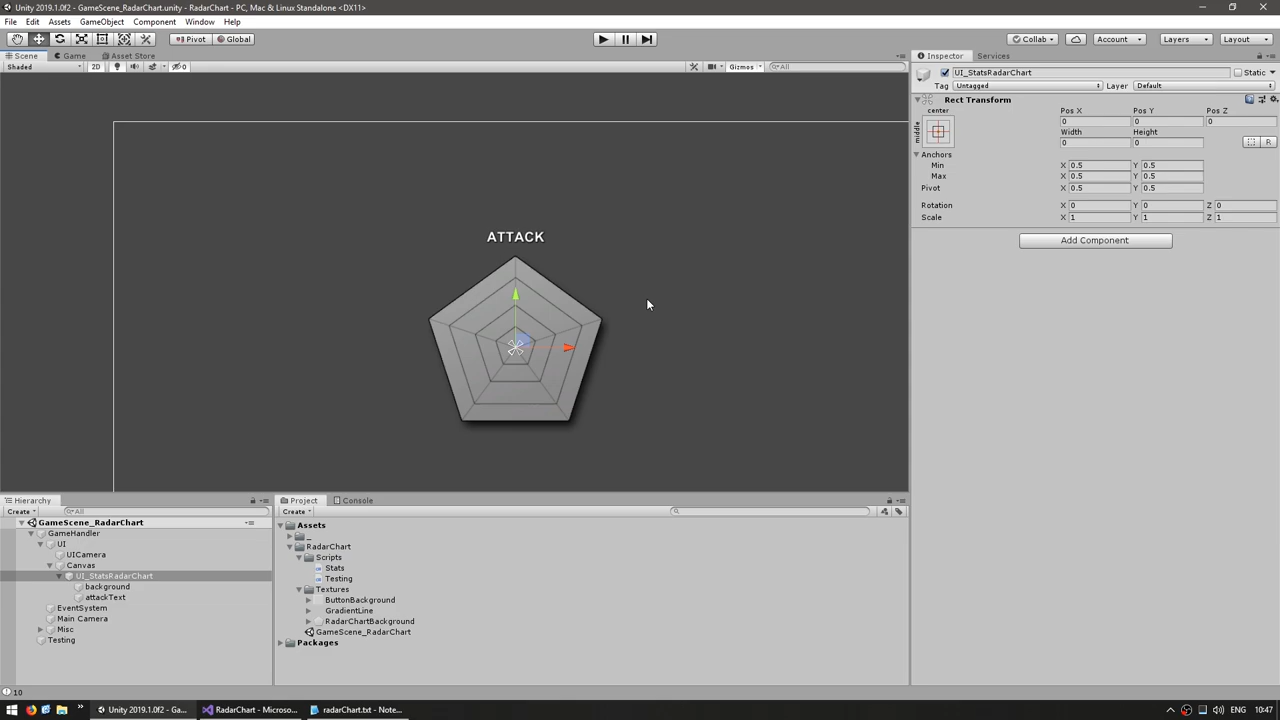 Unity 2019.1.0f2 - GameScene_RadarChart.unity - RadarChart - PC, Mac & Linux Standalone <DX11>
File Edit Assets GameObject Component Window Help
Pivot Global Collab Account Layers Layout
Scene Game Asset Store Inspector Services
Shaded 2D 0 Gizmos All
UI_StatsRadarChart Static
Tag Untagged Layer Default
Rect Transform
center Pos X Pos Y Pos Z
middle 0 0 0
Width Height
0 0 R
Anchors
Min X 0.5 Y 0.5
Max X 0.5 Y 0.5
Pivot X 0.5 Y 0.5
Rotation X 0 Y 0 Z 0
Scale X 1 Y 1 Z 1
Add Component
ATTACK
Hierarchy Project Console
Create All Create
GameScene_RadarChart
GameHandler
UI
UICamera
Canvas
UI_StatsRadarChart
background
attackText
EventSystem
Main Camera
Misc
Testing
Assets
_
RadarChart
Scripts
Stats
Testing
Textures
ButtonBackground
GradientLine
RadarChartBackground
GameScene_RadarChart
Packages
10
Unity 2019.1.0f2 - Ga... RadarChart - Microso... radarChart.txt - Note... ENG 10:47